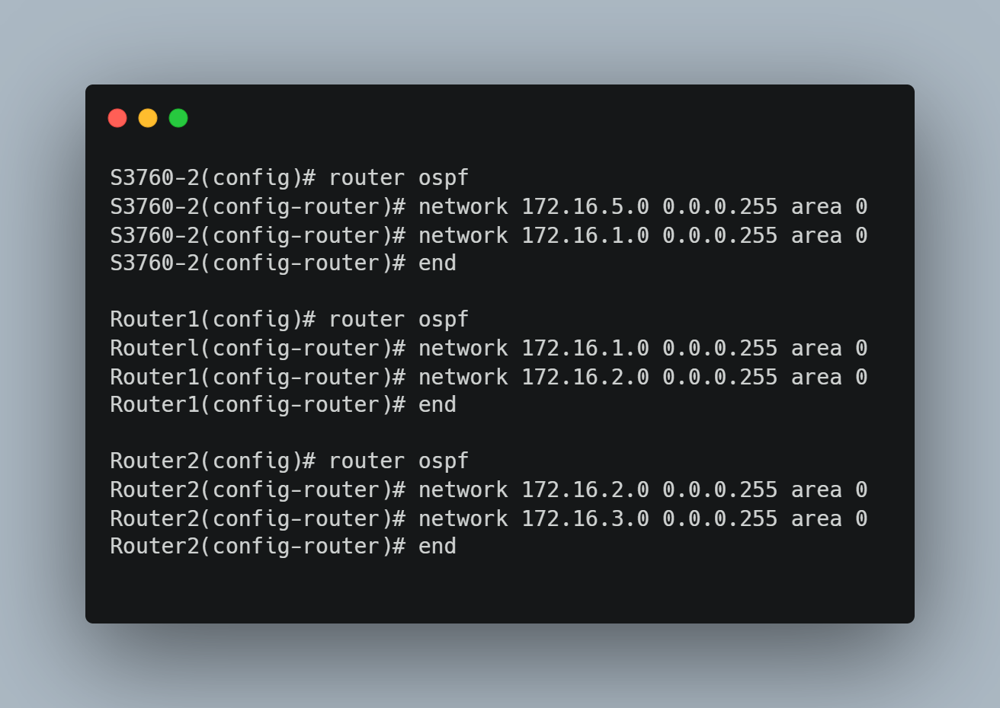 S3760-2(config)# router ospf
S3760-2(config-router)# network 172.16.5.0 0.0.0.255 area 0
S3760-2(config-router)# network 172.16.1.0 0.0.0.255 area 0
S3760-2(config-router)# end
Router1(config)# router ospf
Routerl(config-router)# network 172.16.1.0 0.0.0.255 area 0
Router1(config-router)# network 172.16.2.0 0.0.0.255 area 0
Router1(config-router)# end
Router2(config)# router ospf
Router2(config-router)# network 172.16.2.0 0.0.0.255 area 0
Router2(config-router)# network 172.16.3.0 0.0.0.255 area 0
Router2(config-router)# end